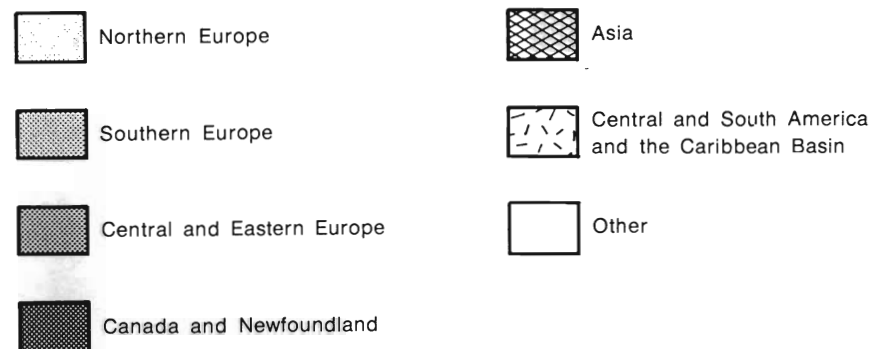 Northern Europe
Southern Europe
Central and Eastern Europe
Canada and Newfoundland
Asia
Central and South America
and the Caribbean Basin
Other